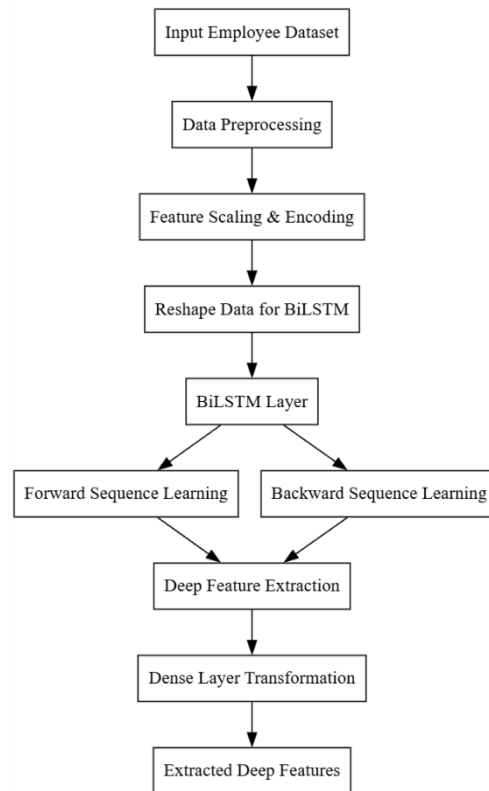 Input Employee Dataset
Data Preprocessing
Feature Scaling & Encoding
Reshape Data for BiLSTM
BiLSTM Layer
Forward Sequence Learning
Backward Sequence Learning
Deep Feature Extraction
Dense Layer Transformation
Extracted Deep Features